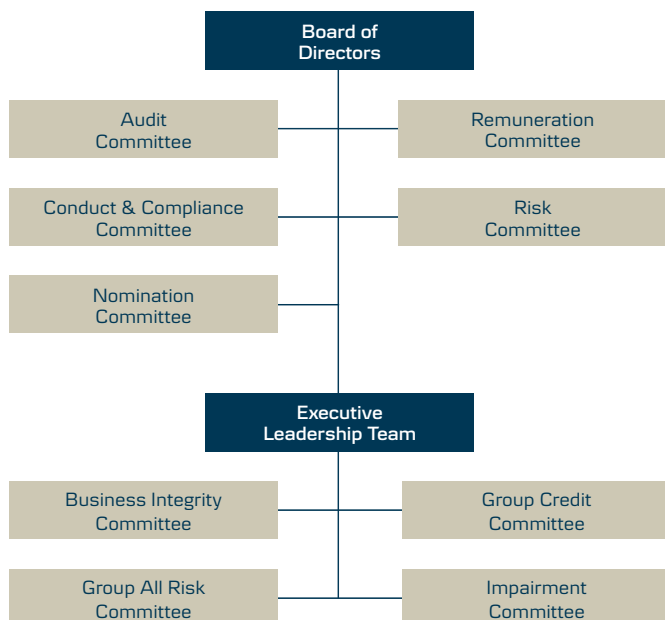 Board of
Directors
Audit
Committee
Remuneration
Committee
Conduct & Compliance
Committee
Risk
Committee
Nomination
Committee
Executive
Leadership Team
Business Integrity
Committee
Group Credit
Committee
Group All Risk
Committee
Impairment
Committee